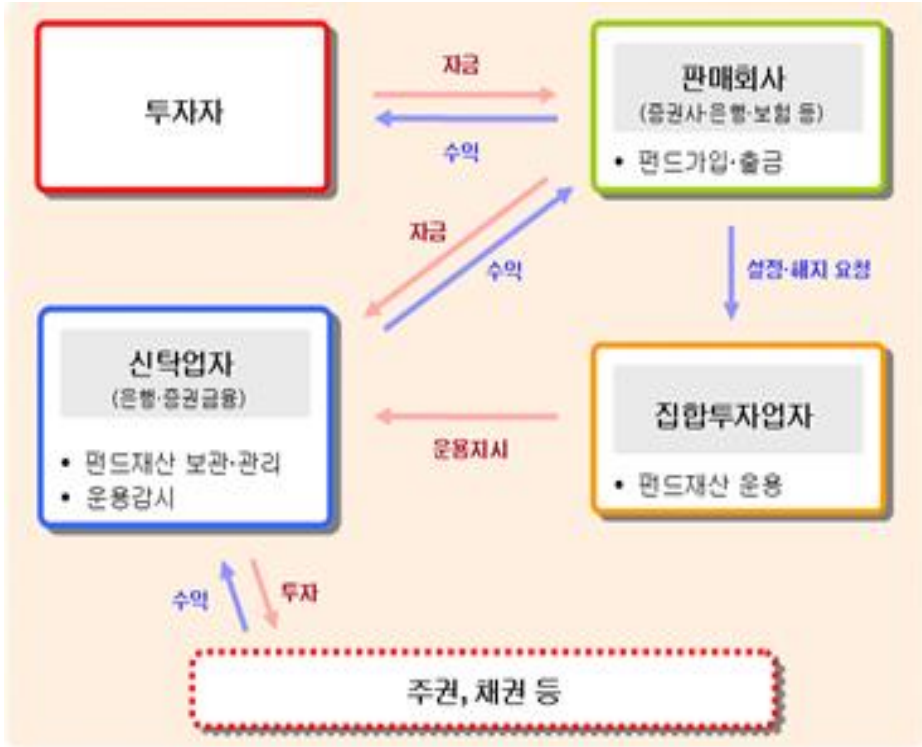 투자자
자금
수익
판매회사
(증권사·은행·보험 등)
• 펀드가입·출금
자금
수익
설정·해지 요청
신탁업자
(은행·증권금융)
• 펀드재산 보관·관리
• 운용감시
운용지시
집합투자업자
• 펀드재산 운용
수익
투자
주권, 채권 등